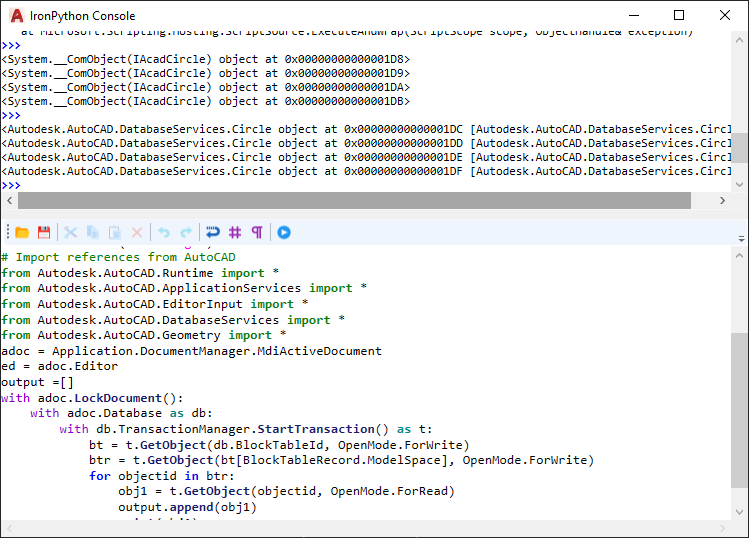 IronPython Console
at Microsoft.Scripting.Hosting.ScriptSource.ExecuteAndWrap(ScriptScope scope, ObjectHandle& exception)
>>>
<System.__ComObject(IAcadCircle) object at 0x00000000000001D8>
<System.__ComObject(IAcadCircle) object at 0x00000000000001D9>
<System.__ComObject(IAcadCircle) object at 0x00000000000001DA>
<System.__ComObject(IAcadCircle) object at 0x00000000000001DB>
>>>
<Autodesk.AutoCAD.DatabaseServices.Circle object at 0x00000000000001DC [Autodesk.AutoCAD.DatabaseServices.Circl
<Autodesk.AutoCAD.DatabaseServices.Circle object at 0x00000000000001DD [Autodesk.AutoCAD.DatabaseServices.Circl
<Autodesk.AutoCAD.DatabaseServices.Circle object at 0x00000000000001DE [Autodesk.AutoCAD.DatabaseServices.Circl
<Autodesk.AutoCAD.DatabaseServices.Circle object at 0x00000000000001DF [Autodesk.AutoCAD.DatabaseServices.Circl
>>>
# Import references from AutoCAD
from Autodesk.AutoCAD.Runtime import *
from Autodesk.AutoCAD.ApplicationServices import *
from Autodesk.AutoCAD.EditorInput import *
from Autodesk.AutoCAD.DatabaseServices import *
from Autodesk.AutoCAD.Geometry import *
adoc = Application.DocumentManager.MdiActiveDocument
ed = adoc.Editor
output =[]
with adoc.LockDocument():
    with adoc.Database as db:
        with db.TransactionManager.StartTransaction() as t:
            bt = t.GetObject(db.BlockTableId, OpenMode.ForWrite)
            btr = t.GetObject(bt[BlockTableRecord.ModelSpace], OpenMode.ForWrite)
            for objectid in btr:
                obj1 = t.GetObject(objectid, OpenMode.ForRead)
                output.append(obj1)